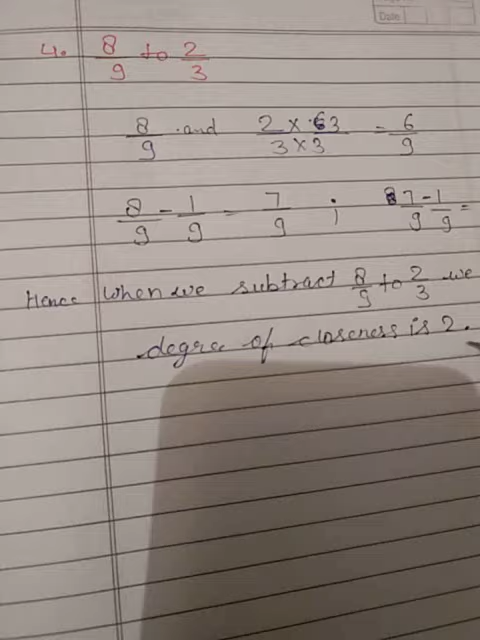 Date
4. 8/9 to 2/3
8/9 and 2 × 3 / 3 × 3 = 6/9
8/9 - 1/9 = 7/9 ; 7/9 - 1/9 =
Hence when we subtract 8/9 to 2/3 we
degree of closeness is 2.